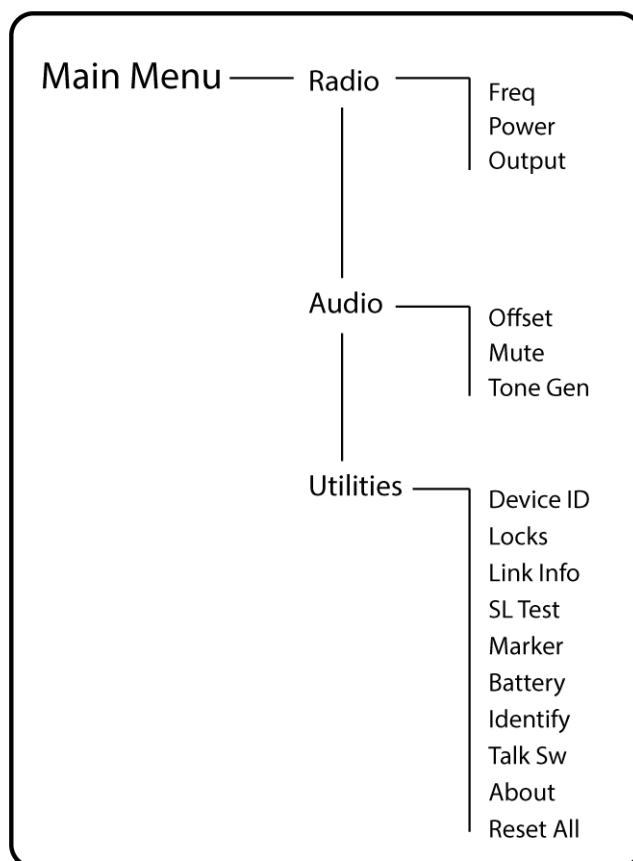 Main Menu
Radio
Freq
Power
Output
Audio
Offset
Mute
Tone Gen
Utilities
Device ID
Locks
Link Info
SL Test
Marker
Battery
Identify
Talk Sw
About
Reset All